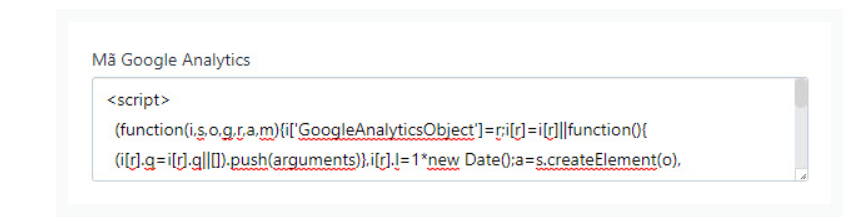 Mã Google Analytics
<script>
(function(i,s,o,g,r,a,m){i['GoogleAnalyticsObject']=r;i[r]=i[r]||function(){
(i[r].q=i[r].q||[]).push(arguments)},i[r].l=1*new Date();a=s.createElement(o),